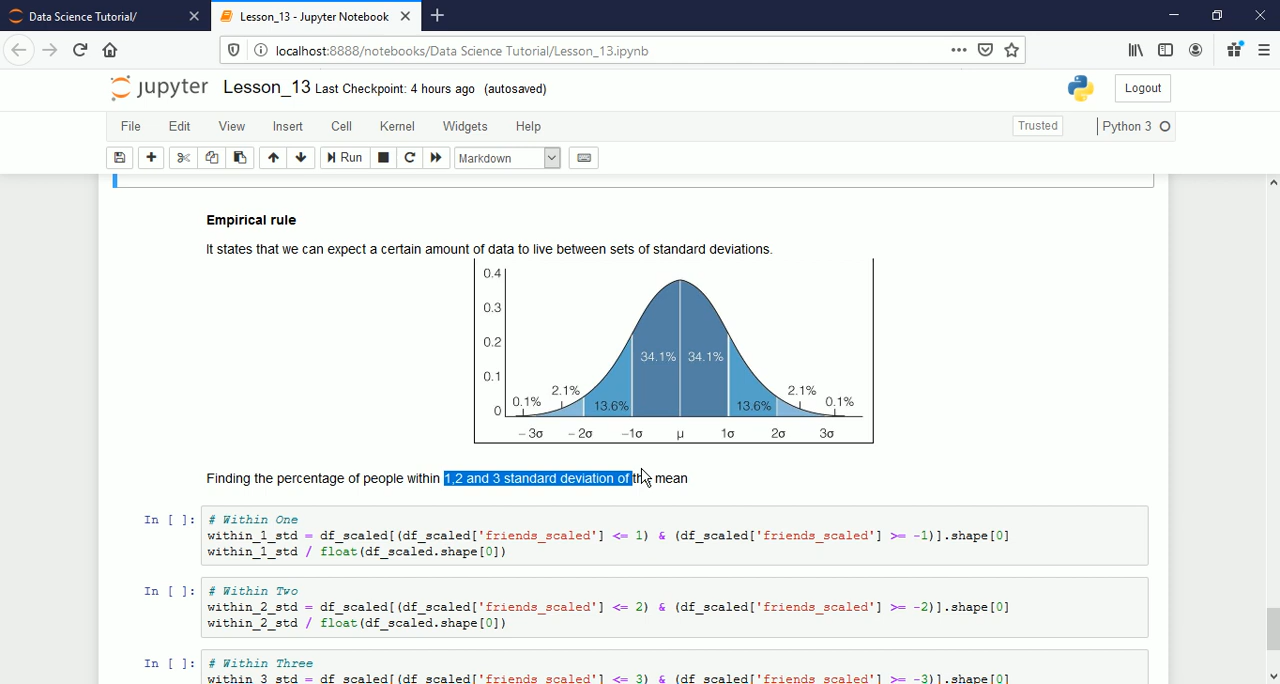 Data Science Tutorial/
Lesson_13 - Jupyter Notebook
localhost:8888/notebooks/Data Science Tutorial/Lesson_13.ipynb
jupyter Lesson_13 Last Checkpoint: 4 hours ago (autosaved)
Logout
File Edit View Insert Cell Kernel Widgets Help
Trusted
Python 3
Run
Markdown
Empirical rule
It states that we can expect a certain amount of data to live between sets of standard deviations.
0.4
0.3
0.2
34.1% 34.1%
0.1
2.1% 2.1%
0.1% 0.1%
13.6% 13.6%
0
– 3σ – 2σ –1σ μ 1σ 2σ 3σ
Finding the percentage of people within 1,2 and 3 standard deviation of the mean
In [ ]: # Within One
within_1_std = df_scaled[(df_scaled['friends_scaled'] <= 1) & (df_scaled['friends_scaled'] >= -1)].shape[0]
within_1_std / float(df_scaled.shape[0])
In [ ]: # Within Two
within_2_std = df_scaled[(df_scaled['friends_scaled'] <= 2) & (df_scaled['friends_scaled'] >= -2)].shape[0]
within_2_std / float(df_scaled.shape[0])
In [ ]: # Within Three
within_3_std = df_scaled[(df_scaled['friends_scaled'] <= 3) & (df_scaled['friends_scaled'] >= -3)].shape[0]